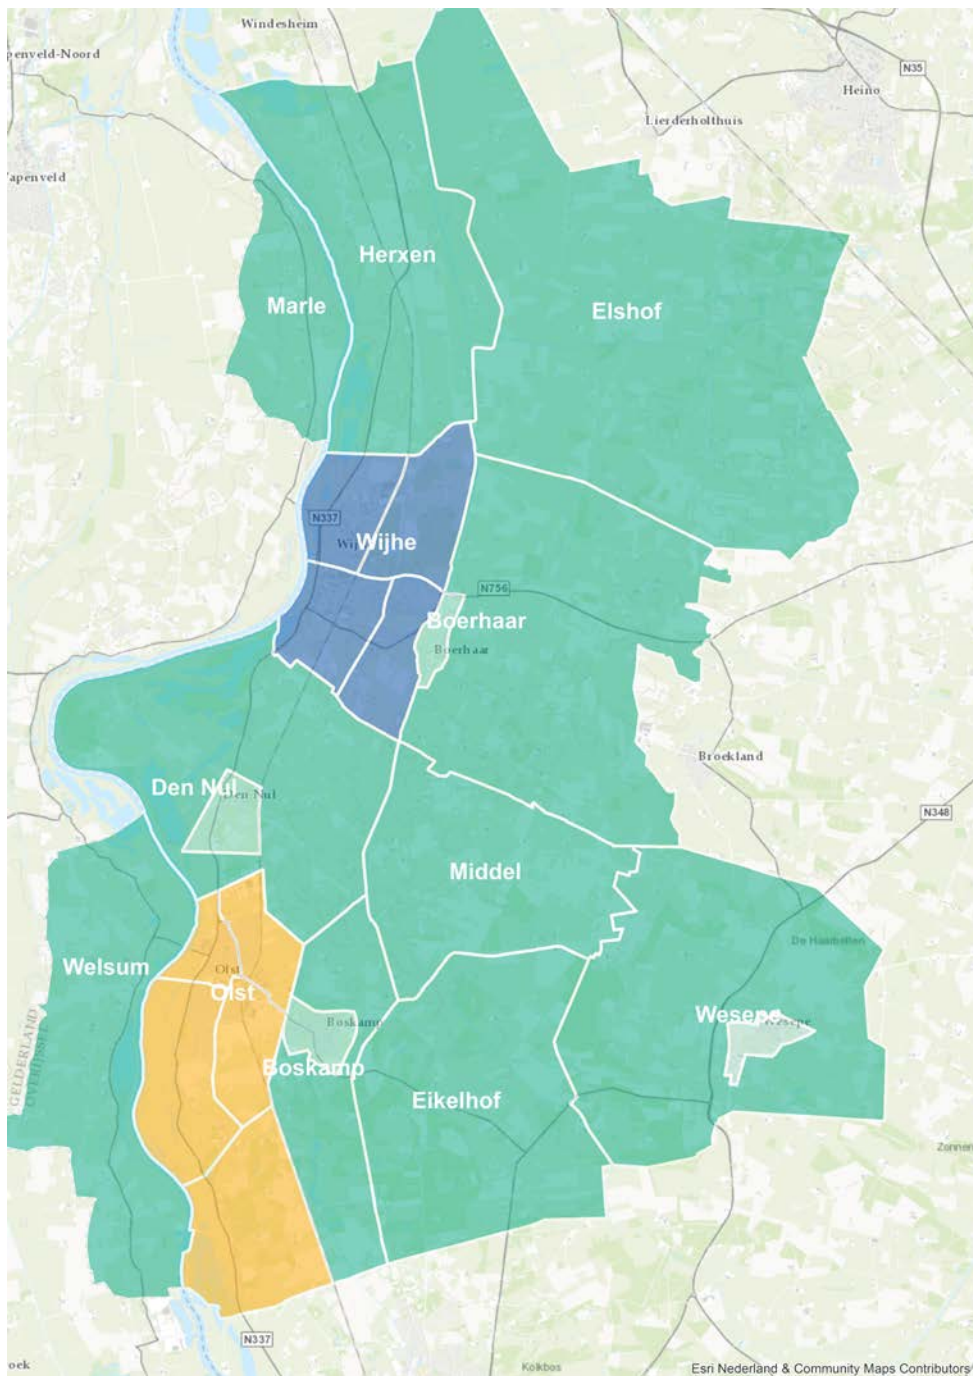 Windesheim
penveld-Noord
N35
Heino
Lierderholthuis
apenveld
Herxen
Marle
Elshof
N337
Wijhe
N756
Boerhaar
Boerhaar
Broekland
Den Nul
Den Nul
N348
Middel
De Haarhellen
Welsum
Olst
Olst
Wesepe
Wesepe
Boskamp
Boskamp
Eikelhof
GELDERLAND
OVERIJSSEL
Zonnen
N337
oek
Kolkbos
Esri Nederland & Community Maps Contributors